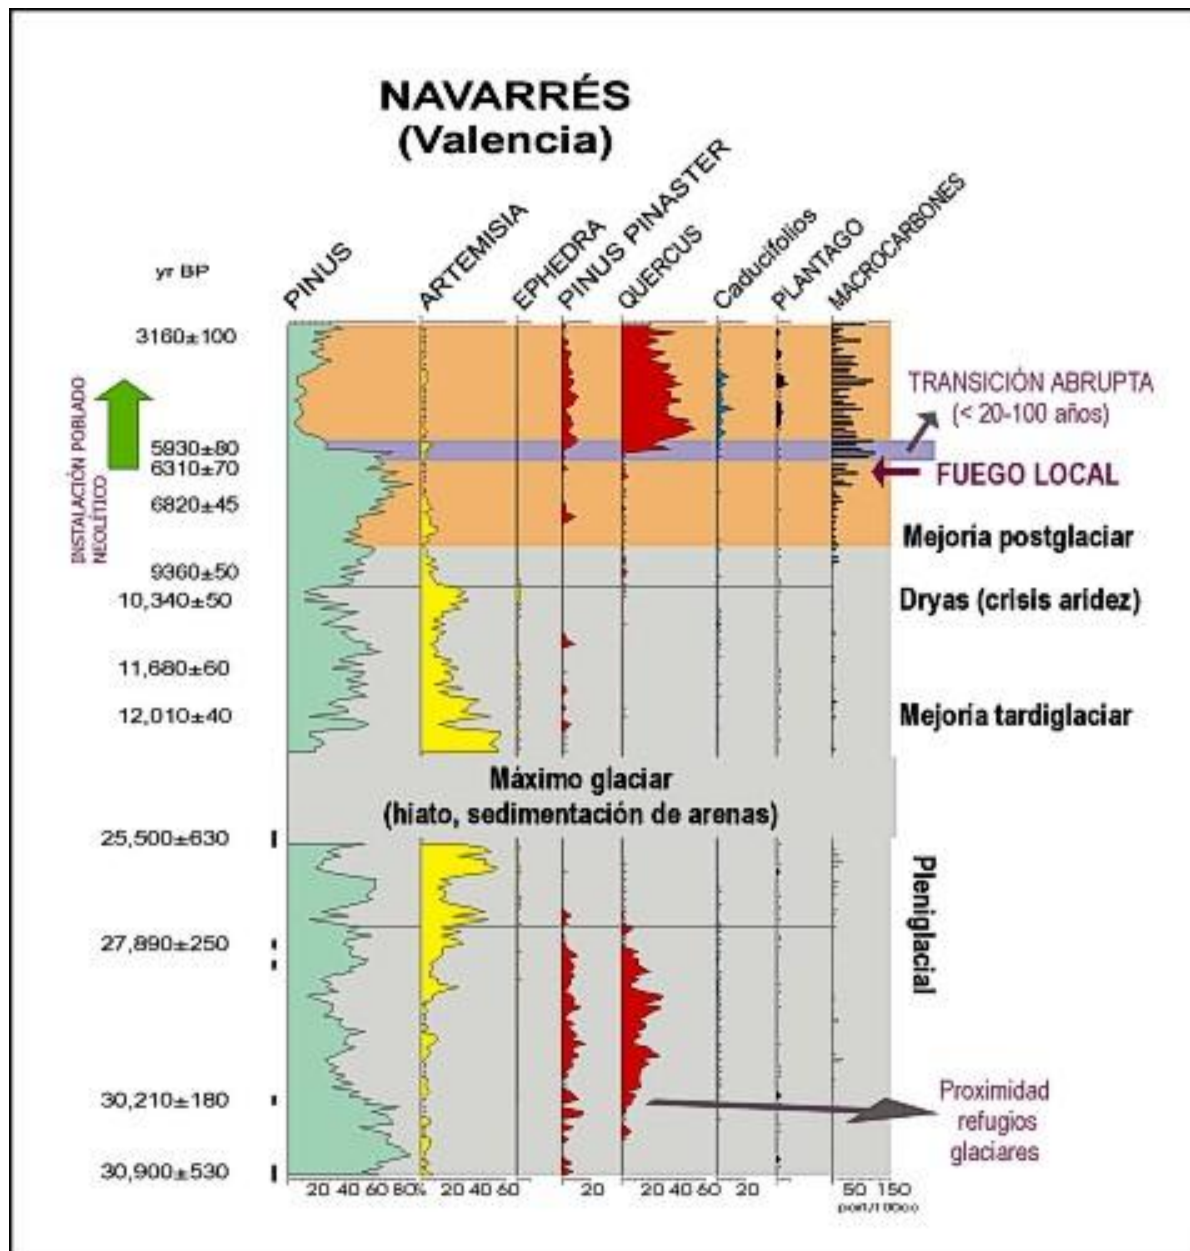 NAVARRÉS
(Valencia)
yr BP
PINUS
ARTEMISIA
EPHEDRA
PINUS PINASTER
QUERCUS
Caducifolios
PLANTAGO
MACROCARBONES
3160±100
5930±80
6310±70
6820±45
9360±50
10,340±50
11,680±60
12,010±40
25,500±630
27,890±250
30,210±180
30,900±530
INSTALACIÓN POBLADO
NEOLÍTICO
TRANSICIÓN ABRUPTA
(< 20-100 años)
FUEGO LOCAL
Mejoría postglaciar
Dryas (crisis aridez)
Mejoría tardiglaciar
Máximo glaciar
(hiato, sedimentación de arenas)
Pleniglacial
Proximidad
refugios
glaciares
20 40 60 80% 20 40 60 20 20 40 60 20 50 150